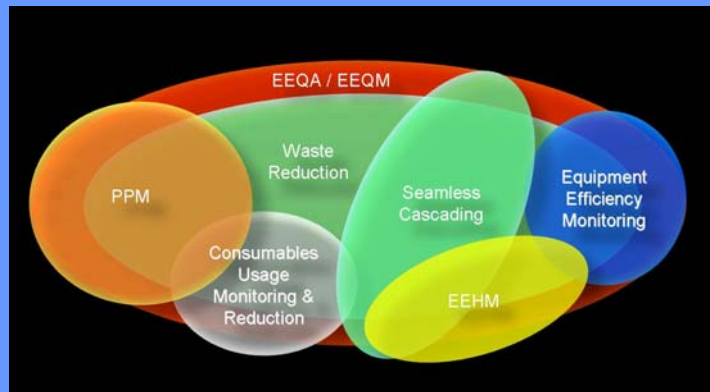 EEQA / EEQM
Waste
Reduction
PPM
Seamless
Cascading
Equipment
Efficiency
Monitoring
Consumables
Usage
Monitoring &
Reduction
EEHM